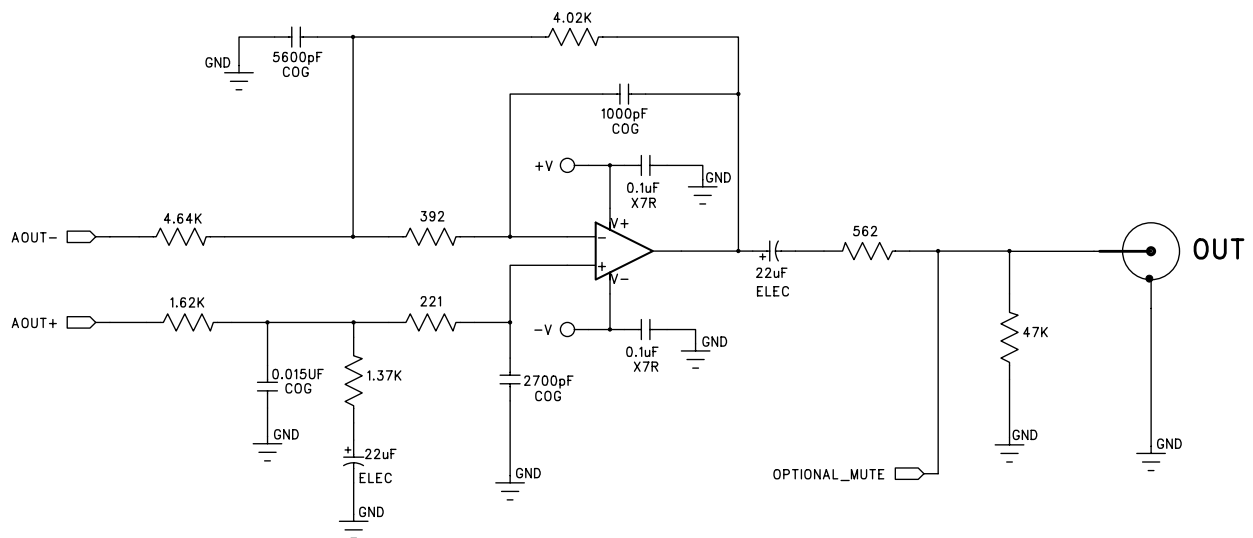 4.02K
GND
5600pF
COG
1000pF
COG
+V
GND
0.1uF
X7R
4.64K
392
V+
AOUT-
-
562
OUT
+
+
22uF
ELEC
V-
1.62K
221
AOUT+
-V
GND
0.1uF
X7R
47K
0.015UF
COG
1.37K
2700pF
COG
GND
GND
GND
+
22uF
ELEC
GND
OPTIONAL_MUTE
GND